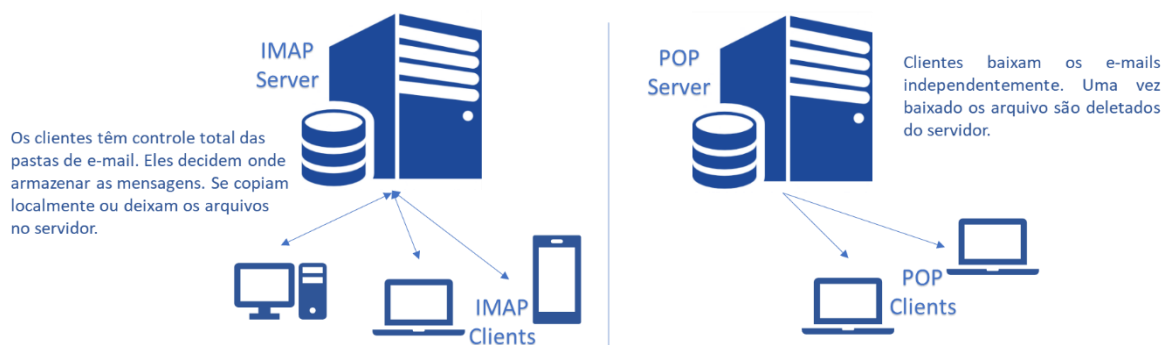 IMAP
Server
Os clientes têm controle total das
pastas de e-mail. Eles decidem onde
armazenar as mensagens. Se copiam
localmente ou deixam os arquivos
no servidor.
IMAP
Clients
POP
Server
Clientes baixam os e-mails
independentemente. Uma vez
baixado os arquivo são deletados
do servidor.
POP
Clients